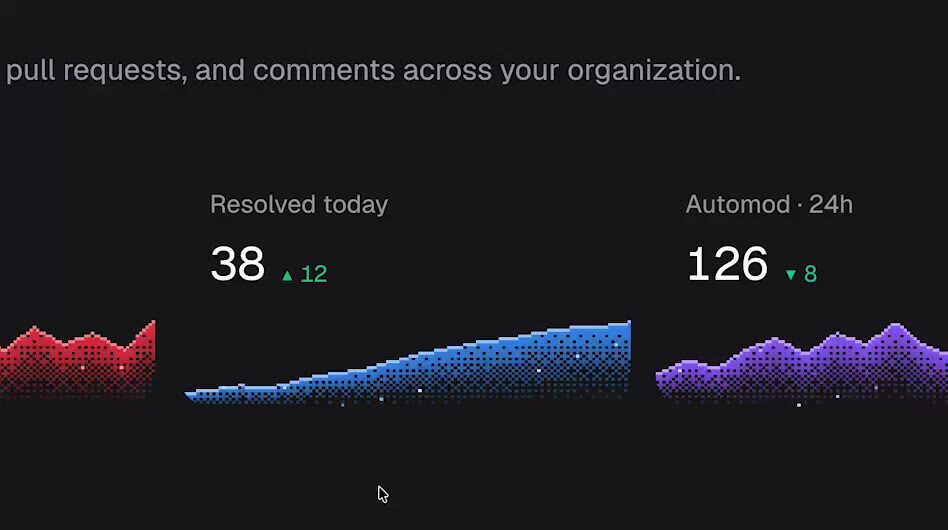 pull requests, and comments across your organization.
Resolved today
38 ▲ 12
Automod · 24h
126 ▼ 8